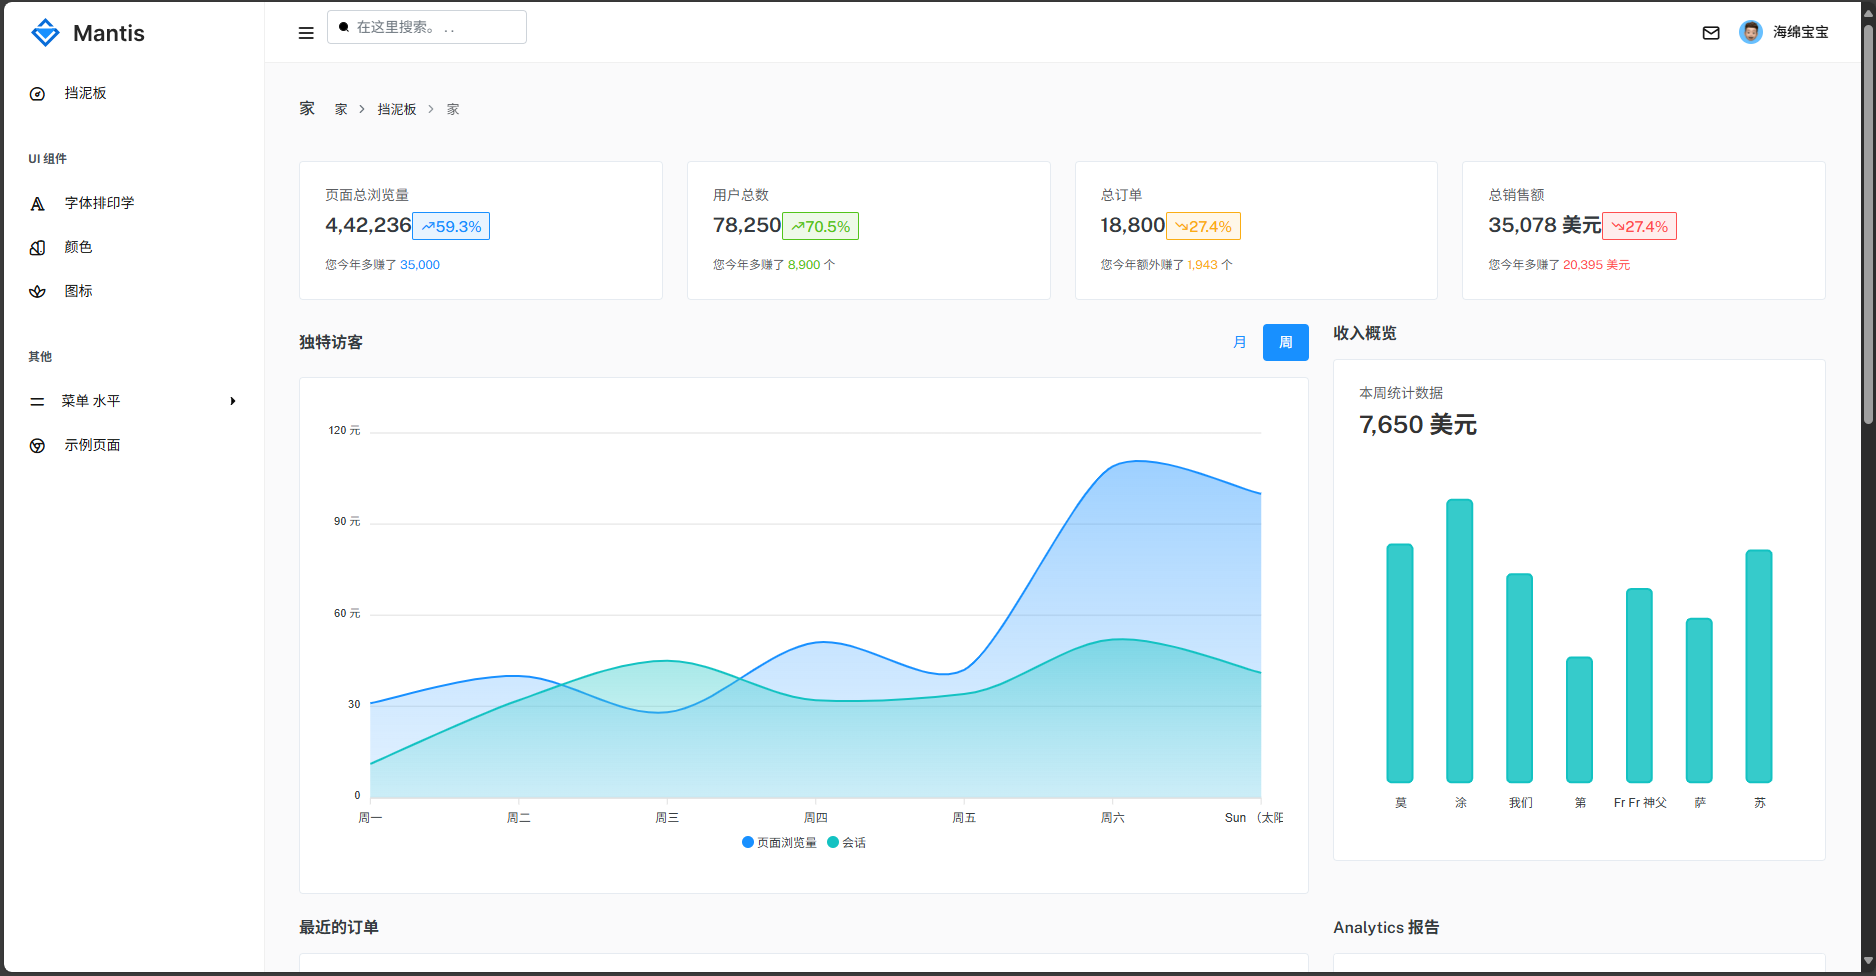 Mantis
在这里搜索。. .
海绵宝宝
挡泥板
UI 组件
字体排印学
颜色
图标
其他
菜单 水平
示例页面
家 家 > 挡泥板 > 家
页面总浏览量
4,42,236 59.3%
您今年多赚了 35,000
用户总数
78,250 70.5%
您今年多赚了 8,900 个
总订单
18,800 27.4%
您今年额外赚了 1,943 个
总销售额
35,078 美元 27.4%
您今年多赚了 20,395 美元
独特访客
月 周
120 元
90 元
60 元
30
0
周一 周二 周三 周四 周五 周六 Sun （太阳
页面浏览量 会话
收入概览
本周统计数据
7,650 美元
莫 涂 我们 第 Fr Fr 神父 萨 苏
最近的订单
Analytics 报告